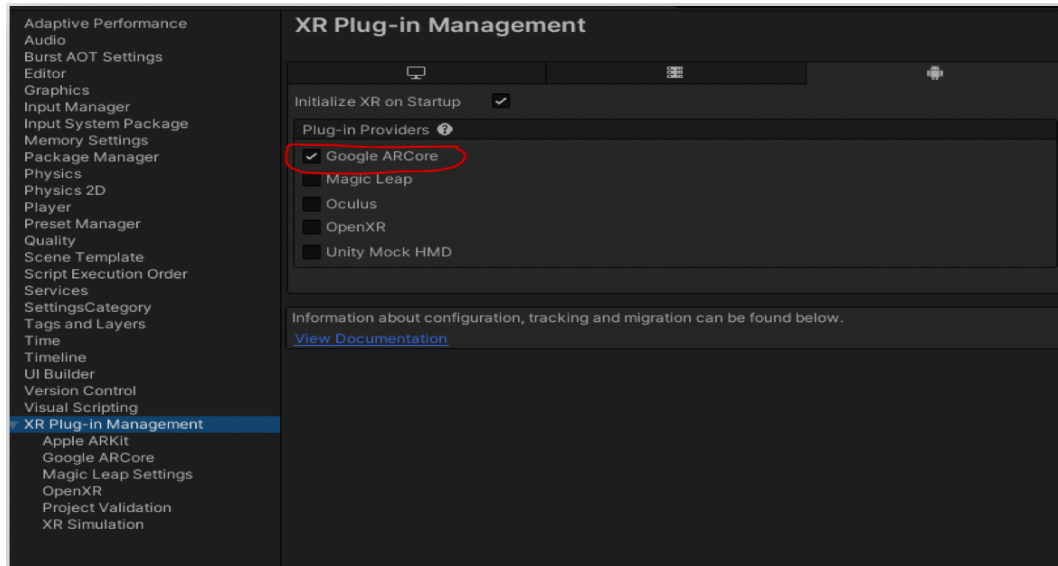 Adaptive Performance
Audio
Burst AOT Settings
Editor
Graphics
Input Manager
Input System Package
Memory Settings
Package Manager
Physics
Physics 2D
Player
Preset Manager
Quality
Scene Template
Script Execution Order
Services
SettingsCategory
Tags and Layers
Time
Timeline
UI Builder
Version Control
Visual Scripting
XR Plug-in Management
Apple ARKit
Google ARCore
Magic Leap Settings
OpenXR
Project Validation
XR Simulation
XR Plug-in Management
Initialize XR on Startup
Plug-in Providers
Google ARCore
Magic Leap
Oculus
OpenXR
Unity Mock HMD
Information about configuration, tracking and migration can be found below.
View Documentation